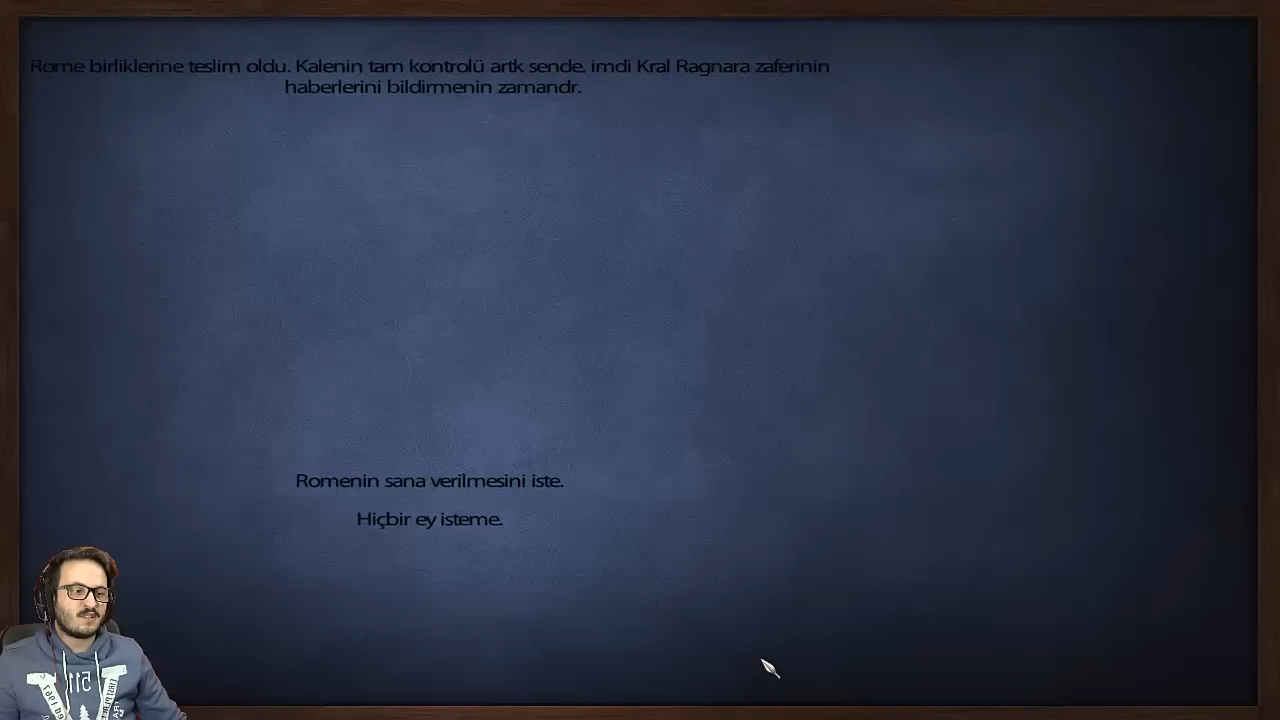 Rome birliklerine teslim oldu. Kalenin tam kontrolü artk sende. imdi Kral Ragnara zaferinin
haberlerini bildirmenin zamandr.
Romenin sana verilmesini iste.
Hiçbir ey isteme.